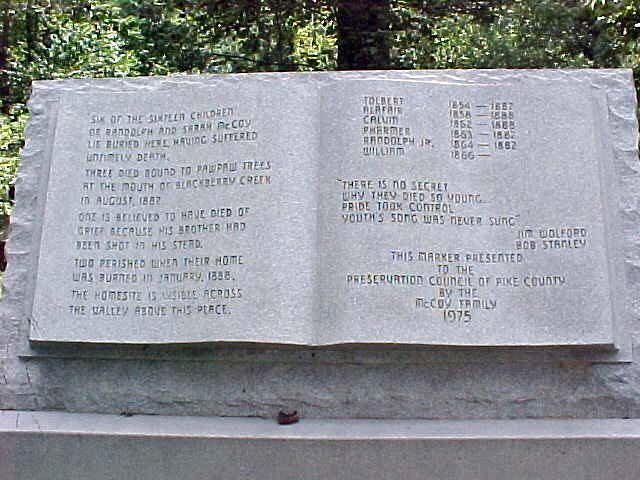 SIX OF THE SIXTEEN CHILDREN
OF RANDOLPH AND SARAH McCOY
LIE BURIED HERE, HAVING SUFFERED
UNTIMELY DEATH.
THREE DIED BOUND TO PAWPAW TREES
AT THE MOUTH OF BLACKBERRY CREEK
IN AUGUST, 1882.
ONE IS BELIEVED TO HAVE DIED OF
GRIEF BECAUSE HIS BROTHER HAD
BEEN SHOT IN HIS STEAD.
TWO PERISHED WHEN THEIR HOME
WAS BURNED IN JANUARY, 1888.
THE HOMESITE IS VISIBLE ACROSS
THE VALLEY ABOVE THIS PLACE.
TOLBERT 1854 — 1882
ALAFAIR 1858 — 1888
CALVIN 1862 — 1888
PHARMER 1863 — 1882
RANDOLPH JR. 1864 — 1882
WILLIAM 1866 —
"THERE IS NO SECRET
WHY THEY DIED SO YOUNG...
PRIDE TOOK CONTROL
YOUTH'S SONG WAS NEVER SUNG"
JIM WOLFORD
BOB STANLEY
THIS MARKER PRESENTED
TO THE
PRESERVATION COUNCIL OF PIKE COUNTY
BY THE
McCOY FAMILY
1975